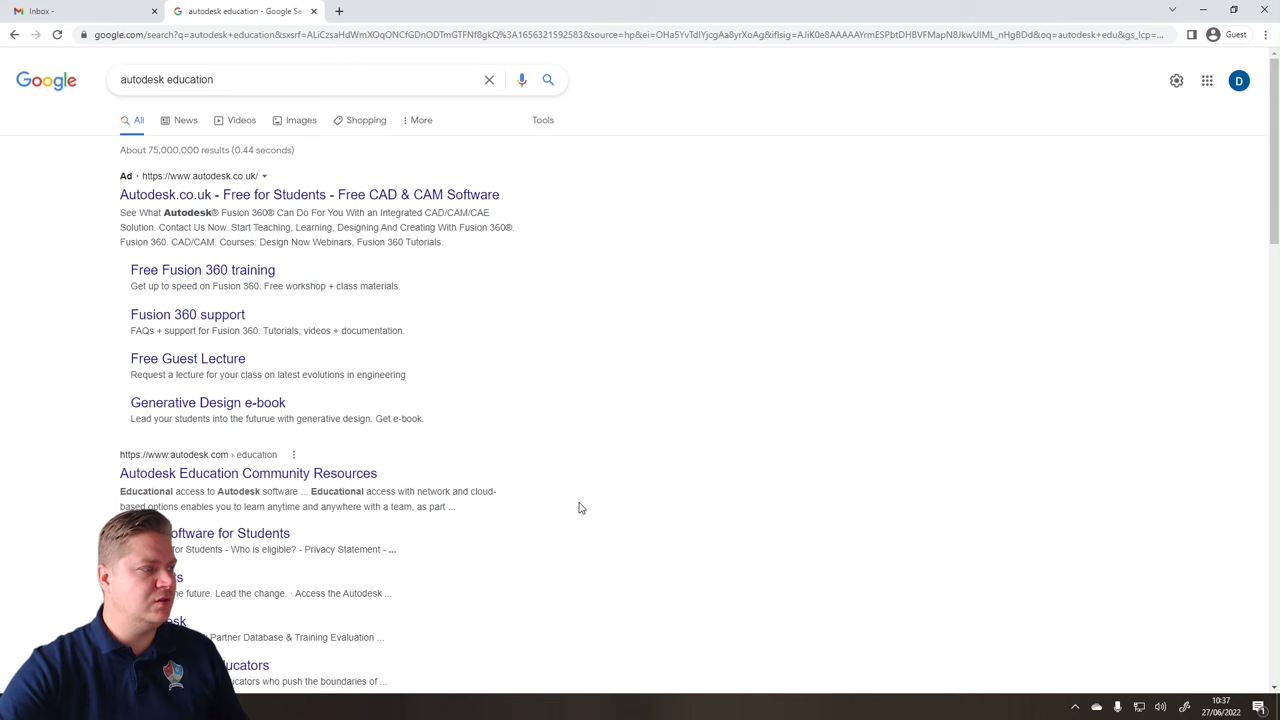 Inbox -
autodesk education - Google Sea
google.com/search?q=autodesk+education&sxsrf=ALiCzsaHdWmXOqONCfGDnODTmGTFNf8gkQ%3A1656321592583&source=hp&ei=OHa5YvTdIYjcgAa8yrXoAg&iflsig=AJiK0e8AAAAAYrmESPbtDHBVFMapN8JkwUIML_nHgBDd&oq=autodesk+edu&gs_lcp=...
Guest
Google
autodesk education
D
All
News
Videos
Images
Shopping
More
Tools
About 75,000,000 results (0.44 seconds)
Ad · https://www.autodesk.co.uk/
Autodesk.co.uk - Free for Students - Free CAD & CAM Software
See What Autodesk® Fusion 360® Can Do For You With an Integrated CAD/CAM/CAE
Solution. Contact Us Now. Start Teaching, Learning, Designing And Creating With Fusion 360®.
Fusion 360. CAD/CAM. Courses: Design Now Webinars, Fusion 360 Tutorials.
Free Fusion 360 training
Get up to speed on Fusion 360. Free workshop + class materials.
Fusion 360 support
FAQs + support for Fusion 360. Tutorials, videos + documentation.
Free Guest Lecture
Request a lecture for your class on latest evolutions in engineering
Generative Design e-book
Lead your students into the futurue with generative design. Get e-book.
https://www.autodesk.com › education
Autodesk Education Community Resources
Educational access to Autodesk software ... Educational access with network and cloud-
based options enables you to learn anytime and anywhere with a team, as part ...
oftware for Students
for Students - Who is eligible? - Privacy Statement - ...
ts
he future. Lead the change. · Access the Autodesk ...
esk
Partner Database & Training Evaluation ...
ucators
ucators who push the boundaries of ...
10:37
27/06/2022